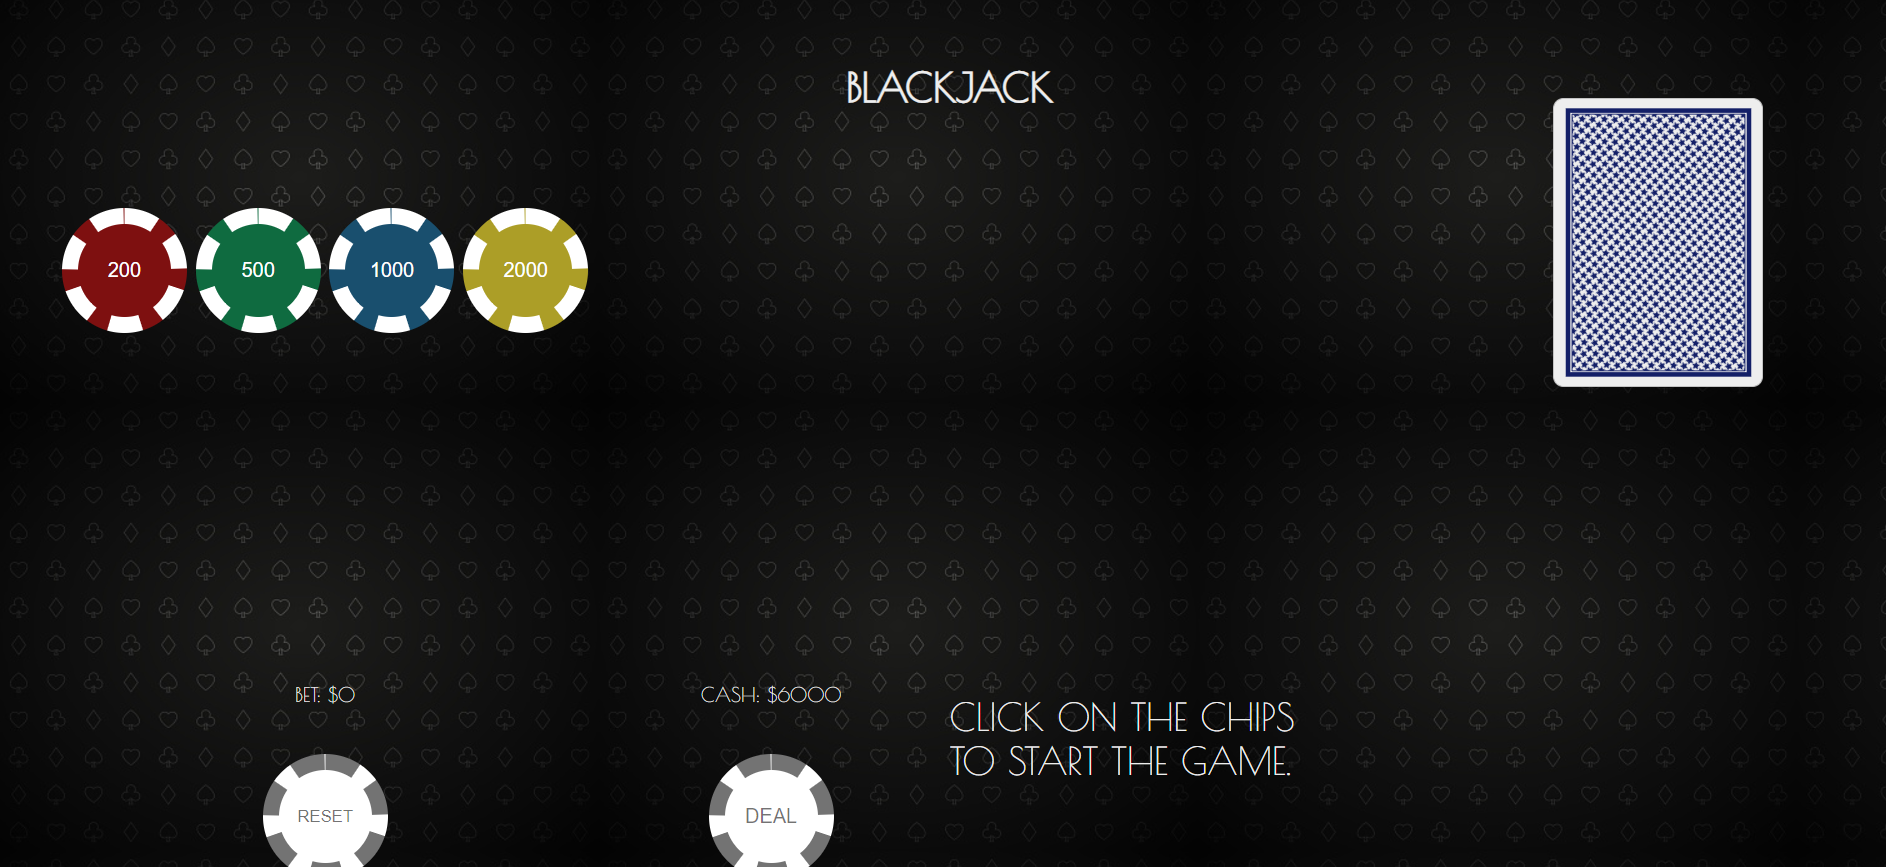 BLACKJACK
200
500
1000
2000
BET: $0
CASH: $6000
CLICK ON THE CHIPS
TO START THE GAME.
RESET
DEAL